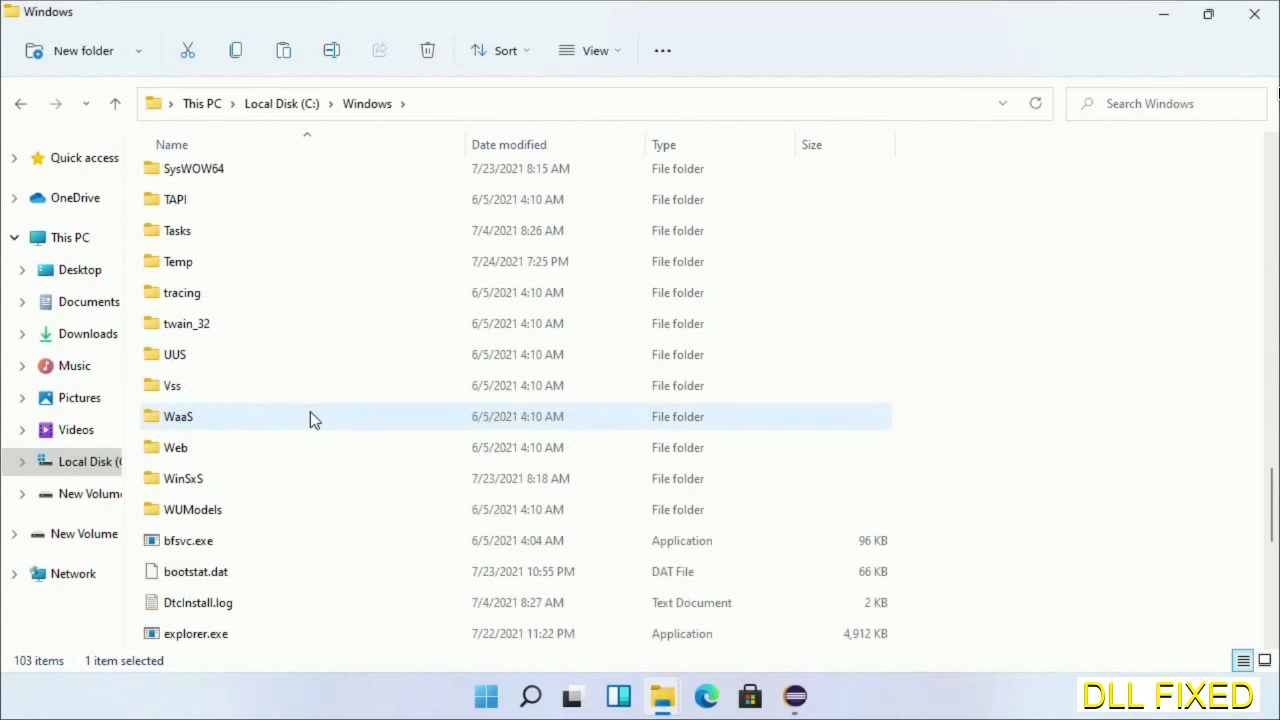 Windows
New folder Sort View
This PC Local Disk (C:) Windows Search Windows
Name Date modified Type Size
Quick access
OneDrive
This PC
Desktop
Documents
Downloads
Music
Pictures
Videos
Local Disk (
New Volum
New Volume
Network
SysWOW64 7/23/2021 8:15 AM File folder
TAPI 6/5/2021 4:10 AM File folder
Tasks 7/4/2021 8:26 AM File folder
Temp 7/24/2021 7:25 PM File folder
tracing 6/5/2021 4:10 AM File folder
twain_32 6/5/2021 4:10 AM File folder
UUS 6/5/2021 4:10 AM File folder
Vss 6/5/2021 4:10 AM File folder
WaaS 6/5/2021 4:10 AM File folder
Web 6/5/2021 4:10 AM File folder
WinSxS 7/23/2021 8:18 AM File folder
WUModels 6/5/2021 4:10 AM File folder
bfsvc.exe 6/5/2021 4:04 AM Application 96 KB
bootstat.dat 7/23/2021 10:55 PM DAT File 66 KB
DtcInstall.log 7/4/2021 8:27 AM Text Document 2 KB
explorer.exe 7/22/2021 11:22 PM Application 4,912 KB
103 items 1 item selected
DLL FIXED